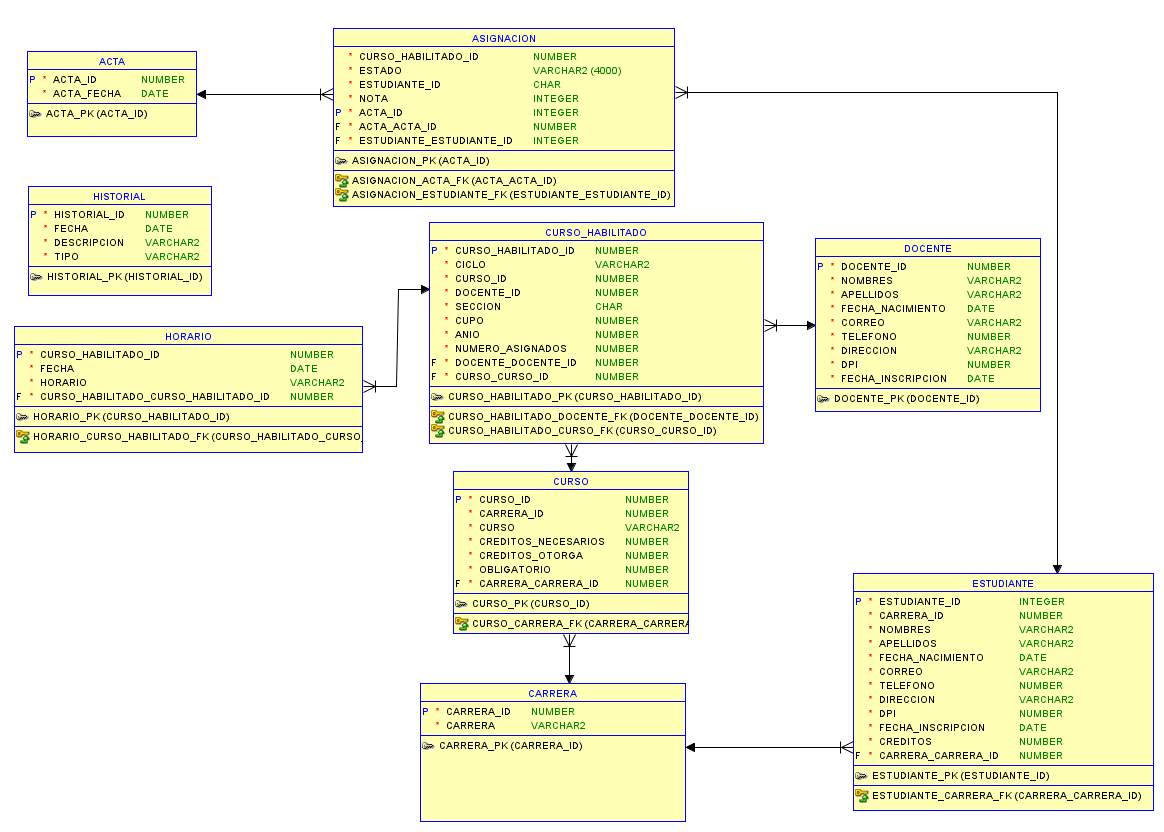 ACTA
P * ACTA_ID NUMBER
* ACTA_FECHA DATE
ACTA_PK (ACTA_ID)
ASIGNACION
* CURSO_HABILITADO_ID NUMBER
* ESTADO VARCHAR2 (4000)
* ESTUDIANTE_ID CHAR
* NOTA INTEGER
P * ACTA_ID INTEGER
F * ACTA_ACTA_ID NUMBER
F * ESTUDIANTE_ESTUDIANTE_ID INTEGER
ASIGNACION_PK (ACTA_ID)
ASIGNACION_ACTA_FK (ACTA_ACTA_ID)
ASIGNACION_ESTUDIANTE_FK (ESTUDIANTE_ESTUDIANTE_ID)
HISTORIAL
P * HISTORIAL_ID NUMBER
* FECHA DATE
* DESCRIPCION VARCHAR2
* TIPO VARCHAR2
HISTORIAL_PK (HISTORIAL_ID)
CURSO_HABILITADO
P * CURSO_HABILITADO_ID NUMBER
* CICLO VARCHAR2
* CURSO_ID NUMBER
* DOCENTE_ID NUMBER
* SECCION CHAR
* CUPO NUMBER
* ANIO NUMBER
* NUMERO_ASIGNADOS NUMBER
F * DOCENTE_DOCENTE_ID NUMBER
F * CURSO_CURSO_ID NUMBER
CURSO_HABILITADO_PK (CURSO_HABILITADO_ID)
CURSO_HABILITADO_DOCENTE_FK (DOCENTE_DOCENTE_ID)
CURSO_HABILITADO_CURSO_FK (CURSO_CURSO_ID)
DOCENTE
P * DOCENTE_ID NUMBER
* NOMBRES VARCHAR2
* APELLIDOS VARCHAR2
* FECHA_NACIMIENTO DATE
* CORREO VARCHAR2
* TELEFONO NUMBER
* DIRECCION VARCHAR2
* DPI NUMBER
* FECHA_INSCRIPCION DATE
DOCENTE_PK (DOCENTE_ID)
HORARIO
P * CURSO_HABILITADO_ID NUMBER
* FECHA DATE
* HORARIO VARCHAR2
F * CURSO_HABILITADO_CURSO_HABILITADO_ID NUMBER
HORARIO_PK (CURSO_HABILITADO_ID)
HORARIO_CURSO_HABILITADO_FK (CURSO_HABILITADO_CURSO
CURSO
P * CURSO_ID NUMBER
* CARRERA_ID NUMBER
* CURSO VARCHAR2
* CREDITOS_NECESARIOS NUMBER
* CREDITOS_OTORGA NUMBER
* OBLIGATORIO NUMBER
F * CARRERA_CARRERA_ID NUMBER
CURSO_PK (CURSO_ID)
CURSO_CARRERA_FK (CARRERA_CARRERA
CARRERA
P * CARRERA_ID NUMBER
* CARRERA VARCHAR2
CARRERA_PK (CARRERA_ID)
ESTUDIANTE
P * ESTUDIANTE_ID INTEGER
* CARRERA_ID NUMBER
* NOMBRES VARCHAR2
* APELLIDOS VARCHAR2
* FECHA_NACIMIENTO DATE
* CORREO VARCHAR2
* TELEFONO NUMBER
* DIRECCION VARCHAR2
* DPI NUMBER
* FECHA_INSCRIPCION DATE
* CREDITOS NUMBER
F * CARRERA_CARRERA_ID NUMBER
ESTUDIANTE_PK (ESTUDIANTE_ID)
ESTUDIANTE_CARRERA_FK (CARRERA_CARRERA_ID)